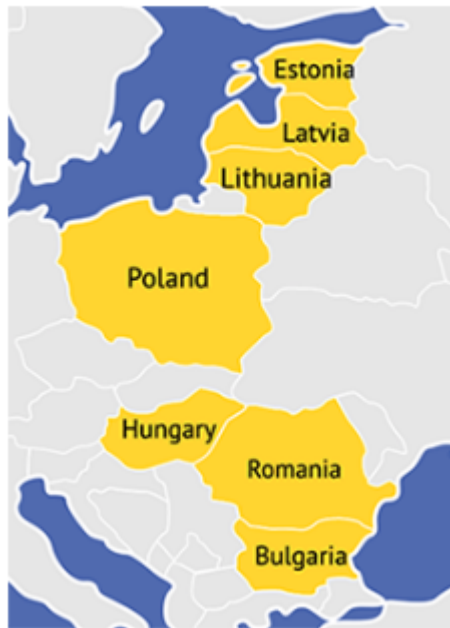 Estonia
Latvia
Lithuania
Poland
Hungary
Romania
Bulgaria